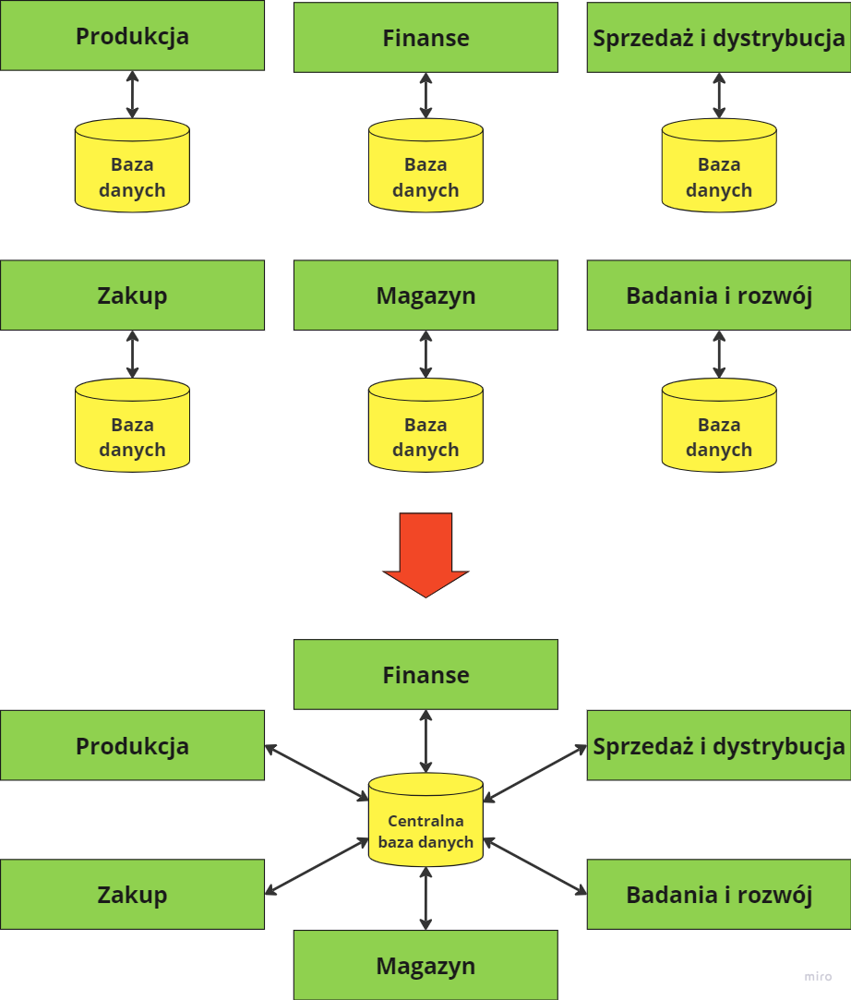 Produkcja
Finanse
Sprzedaż i dystrybucja
Baza
danych
Baza
danych
Baza
danych
Zakup
Magazyn
Badania i rozwój
Baza
danych
Baza
danych
Baza
danych
Finanse
Produkcja
Sprzedaż i dystrybucja
Centralna
baza danych
Zakup
Badania i rozwój
Magazyn
miro